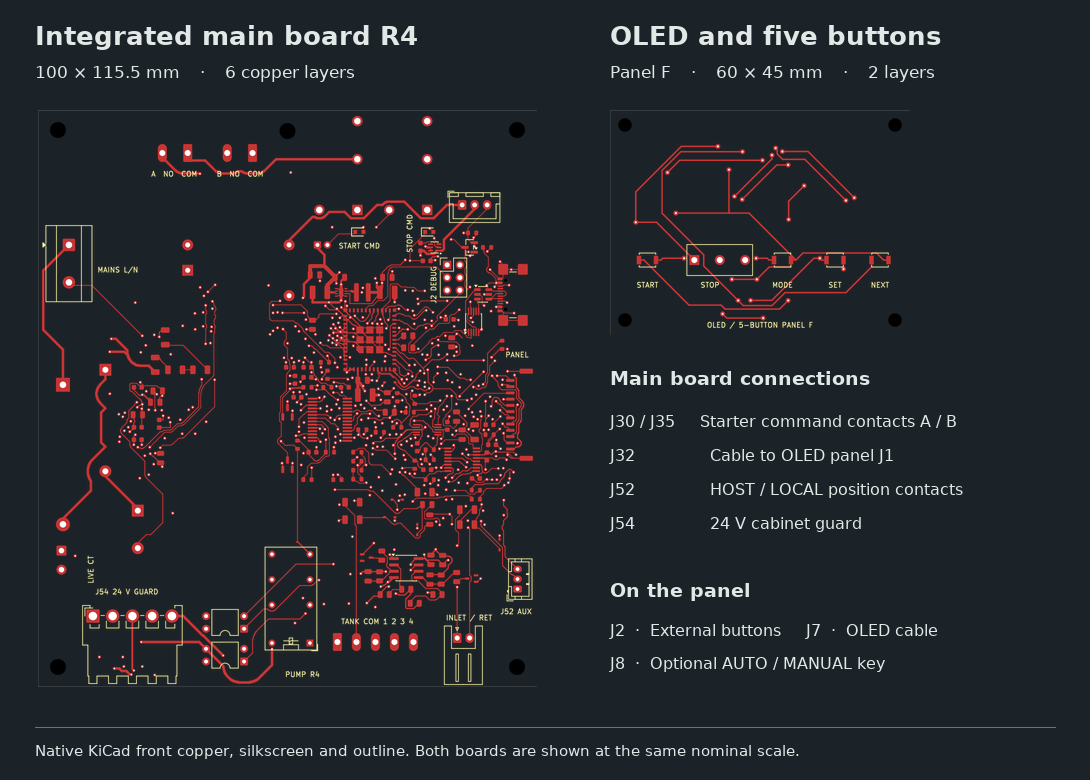 Integrated main board R4
100 × 115.5 mm · 6 copper layers
A NO COM B NO COM
START CMD
STOP CMD
MAINS L/N
J2 DEBUG
PANEL
LIVE CT
J54 24 V GUARD
TANK COM 1 2 3 4
INLET / RET
J52 AUX
PUMP R4
OLED and five buttons
Panel F · 60 × 45 mm · 2 layers
START STOP MODE SET NEXT
OLED / 5-BUTTON PANEL F
Main board connections
J30 / J35 Starter command contacts A / B
J32 Cable to OLED panel J1
J52 HOST / LOCAL position contacts
J54 24 V cabinet guard
On the panel
J2 · External buttons J7 · OLED cable
J8 · Optional AUTO / MANUAL key
Native KiCad front copper, silkscreen and outline. Both boards are shown at the same nominal scale.